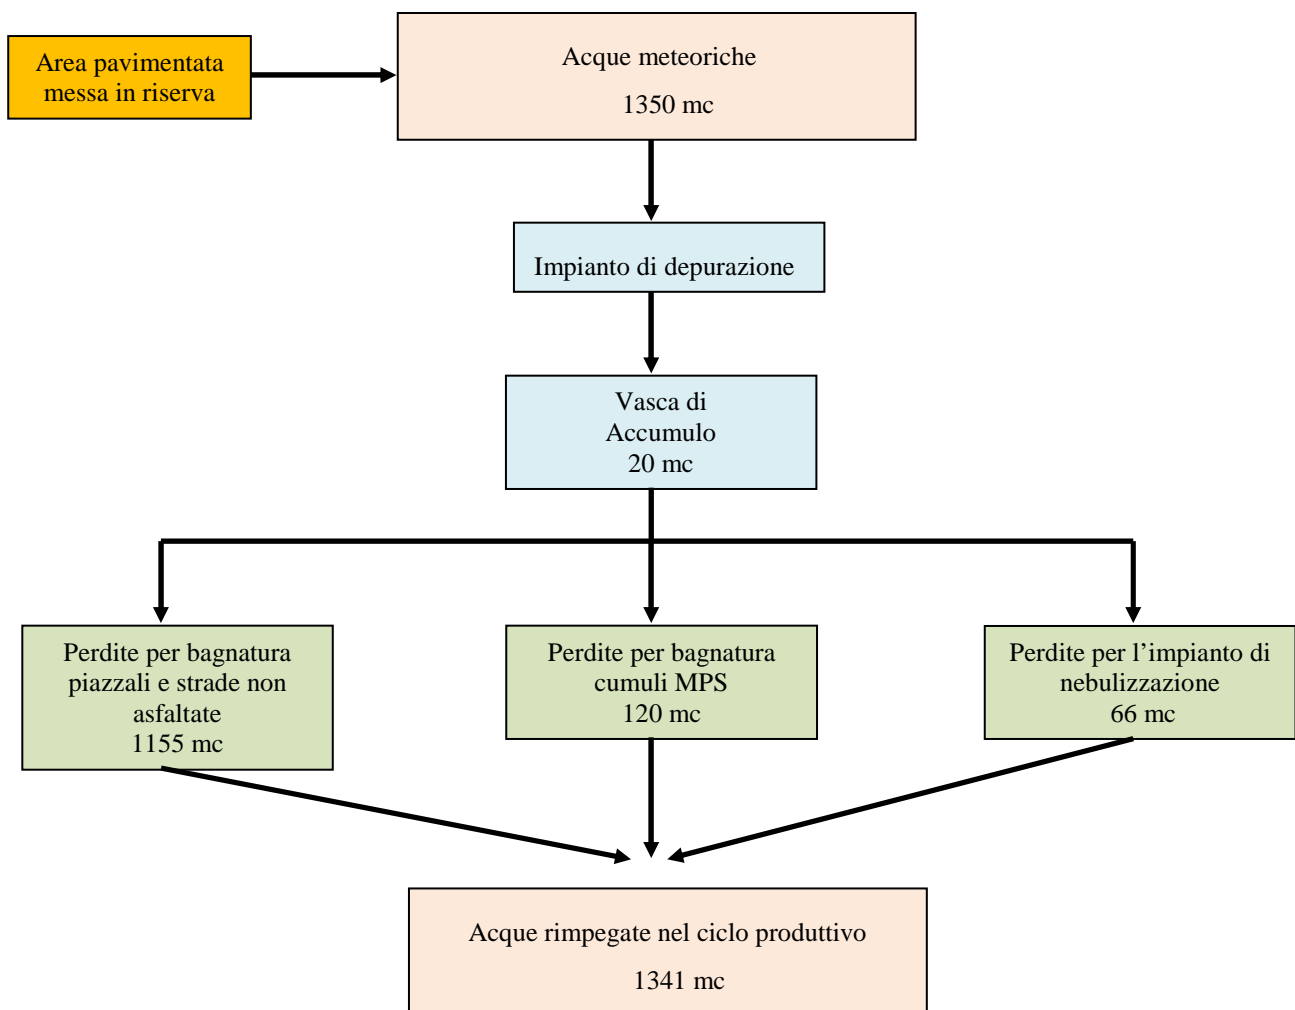 Area pavimentata
messa in riserva
Acque meteoriche
1350 mc
Impianto di depurazione
Vasca di
Accumulo
20 mc
Perdite per bagnatura
piazzali e strade non
asfaltate
1155 mc
Perdite per bagnatura
cumuli MPS
120 mc
Perdite per l’impianto di
nebulizzazione
66 mc
Acque rimpegate nel ciclo produttivo
1341 mc